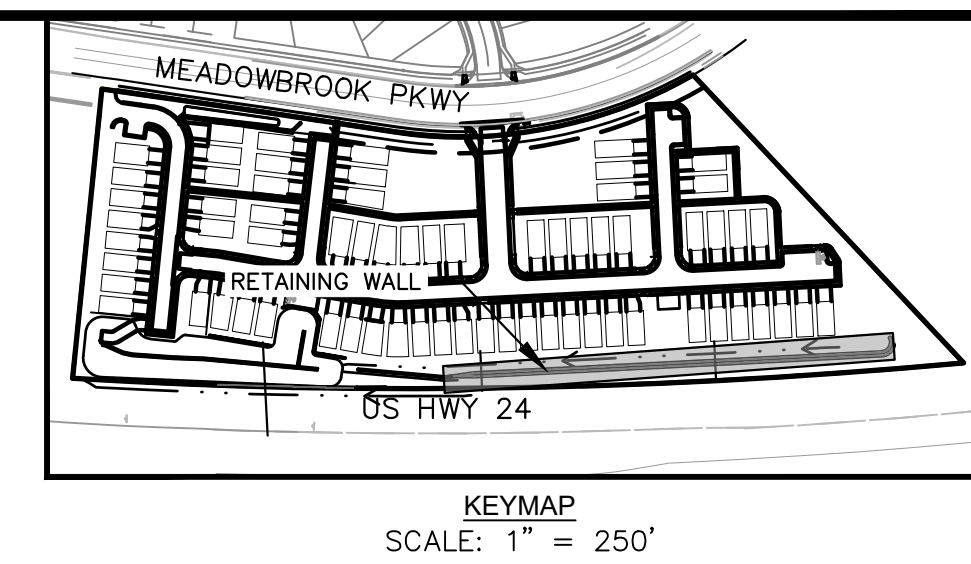 MEADOWBROOK PKWY
RETAINING WALL
US HWY 24
KEYMAP
SCALE: 1" = 250'